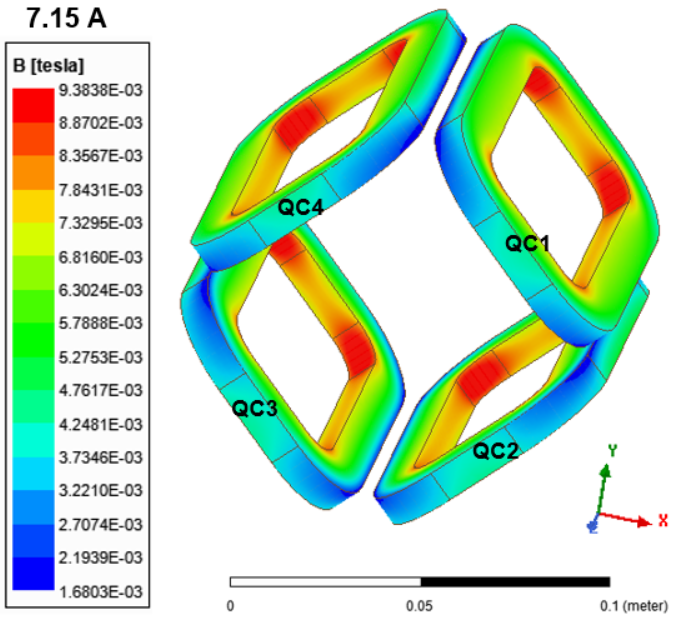 7.15 A
B [tesla]
9.3838E-03
8.8702E-03
8.3567E-03
7.8431E-03
7.3295E-03
6.8160E-03
6.3024E-03
5.7888E-03
5.2753E-03
4.7617E-03
4.2481E-03
3.7346E-03
3.2210E-03
2.7074E-03
2.1939E-03
1.6803E-03
QC4
QC1
QC3
QC2
Y
X
Z
0
0.05
0.1 (meter)